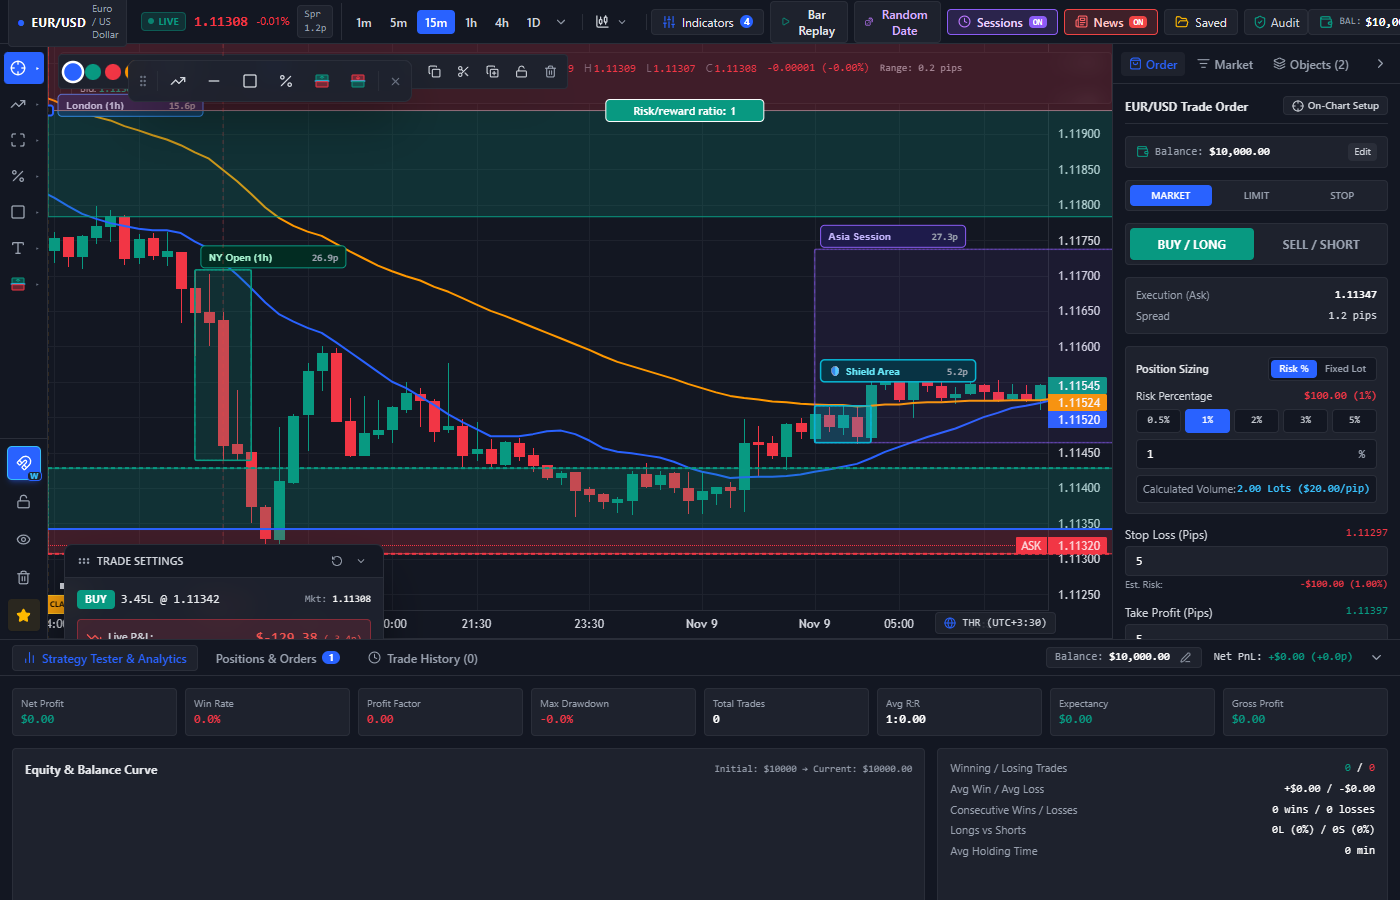 EUR/USD
Euro / US Dollar
LIVE
1.11308 -0.01%
Spr 1.2p
1m 5m 15m 1h 4h 1D
Indicators 4
Bar Replay
Random Date
Sessions ON
News ON
Saved
Audit
BAL: $10,0
H1.11309 L1.11307 C1.11308 -0.00001 (-0.00%) Range: 0.2 pips
London (1h) 15.6p
Risk/reward ratio: 1
NY Open (1h) 26.9p
Asia Session 27.3p
Shield Area 5.2p
1.11900
1.11850
1.11800
1.11750
1.11700
1.11650
1.11600
1.11545
1.11524
1.11520
1.11450
1.11400
1.11350
ASK 1.11320
1.11300
1.11250
W
TRADE SETTINGS
BUY 3.45L @ 1.11342 Mkt: 1.11308
Live P&L: $-129.38 / -3.4p)
CLA
21:30 23:30 Nov 9 Nov 9 05:00
THR (UTC+3:30)
Order Market Objects (2)
EUR/USD Trade Order On-Chart Setup
Balance: $10,000.00 Edit
MARKET LIMIT STOP
BUY / LONG SELL / SHORT
Execution (Ask) 1.11347
Spread 1.2 pips
Position Sizing Risk % Fixed Lot
Risk Percentage $100.00 (1%)
0.5% 1% 2% 3% 5%
1 %
Calculated Volume: 2.00 Lots ($20.00/pip)
Stop Loss (Pips) 1.11297
5
Est. Risk: -$100.00 (1.00%)
Take Profit (Pips) 1.11397
5
Strategy Tester & Analytics Positions & Orders 1 Trade History (0)
Balance: $10,000.00 Net PnL: +$0.00 (+0.0p)
Net Profit
$0.00
Win Rate
0.0%
Profit Factor
0.00
Max Drawdown
-0.0%
Total Trades
0
Avg R:R
1:0.00
Expectancy
$0.00
Gross Profit
$0.00
Equity & Balance Curve Initial: $10000 → Current: $10000.00
Winning / Losing Trades 0 / 0
Avg Win / Avg Loss +$0.00 / -$0.00
Consecutive Wins / Losses 0 wins / 0 losses
Longs vs Shorts 0L (0%) / 0S (0%)
Avg Holding Time 0 min